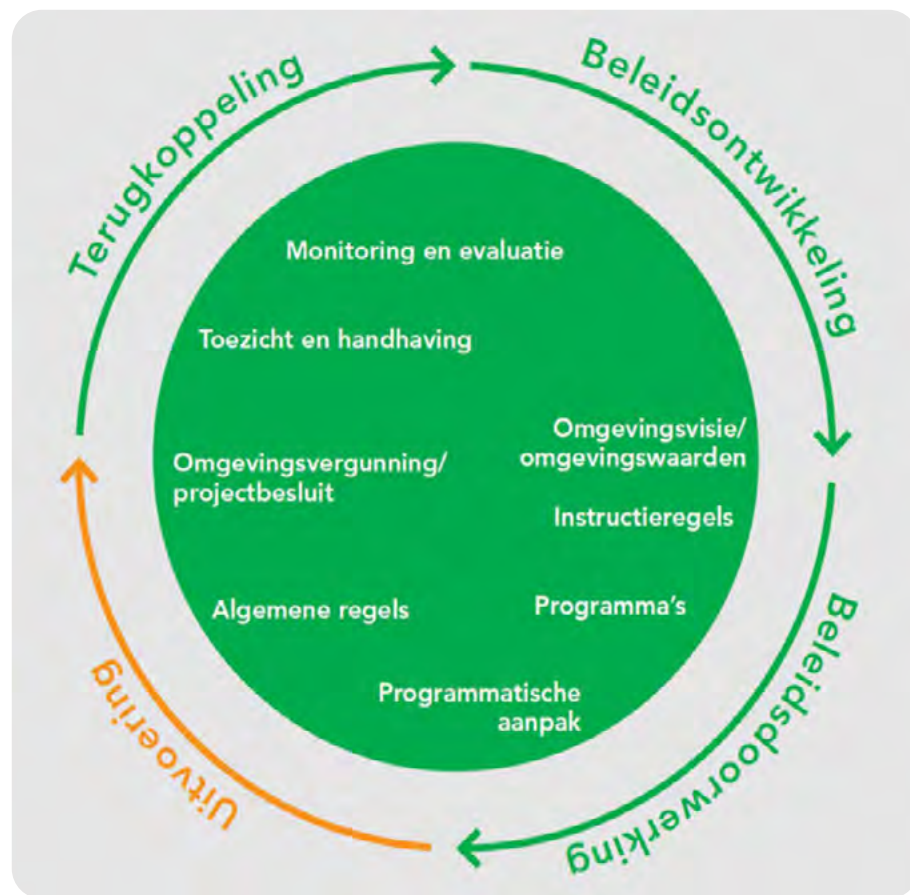 Terugkoppeling
Beleidsontwikkeling
Monitoring en evaluatie
Toezicht en handhaving
Omgevingsvisie/
omgevingswaarden
Omgevingsvergunning/
projectbesluit
Instructieregels
Algemene regels
Programma's
Programmatische
aanpak
Uitvoering
Beleidsdoorwerking